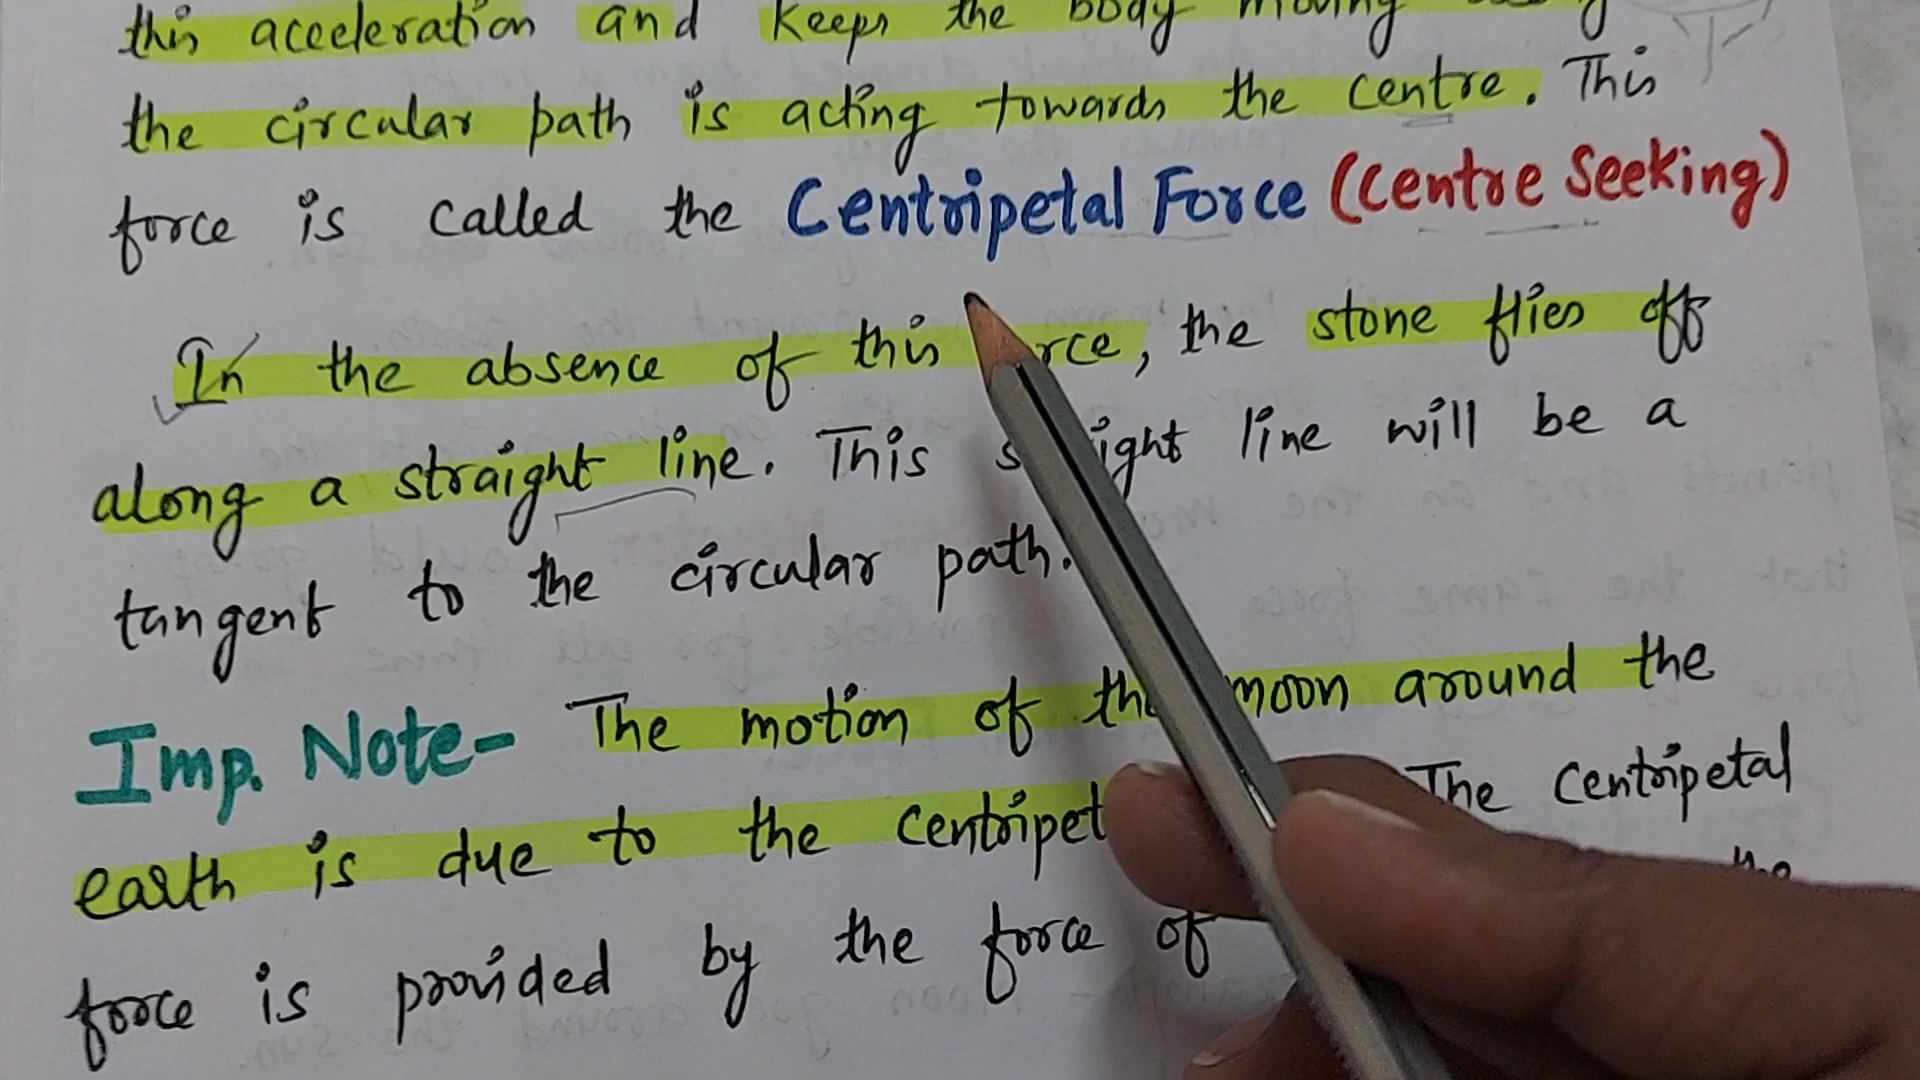 this acceleration and keeps the body moving
the circular path is acting towards the centre. This
force is called the Centripetal Force (Centre Seeking)
In the absence of this rce, the stone flies off
along a straight line. This s ight line will be a
tangent to the circular path.
Imp. Note- The motion of the moon around the
earth is due to the centripet The centripetal
force is provided by the force of